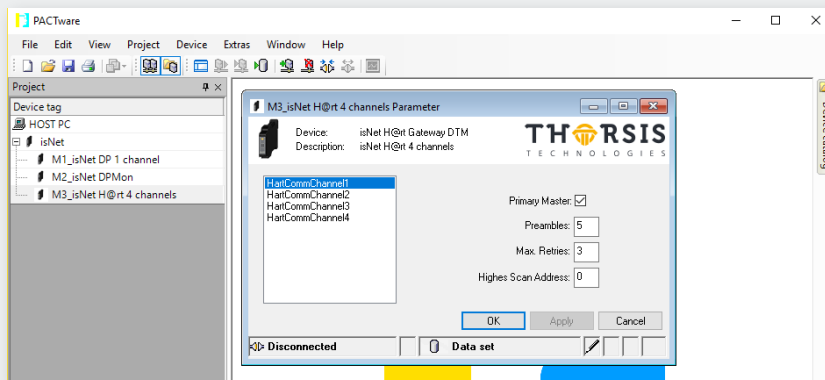 PACTware
File Edit View Project Device Extras Window Help
Project
Device tag
HOST PC
isNet
M1_isNet DP 1 channel
M2_isNet DPMon
M3_isNet H@rt 4 channels
M3_isNet H@rt 4 channels Parameter
Device: isNet H@rt Gateway DTM
Description: isNet H@rt 4 channels
THORSIS
TECHNOLOGIES
HartCommChannel1
HartCommChannel2
HartCommChannel3
HartCommChannel4
Primary Master:
Preambles: 5
Max. Retries: 3
Highes Scan Address: 0
OK Apply Cancel
Disconnected Data set